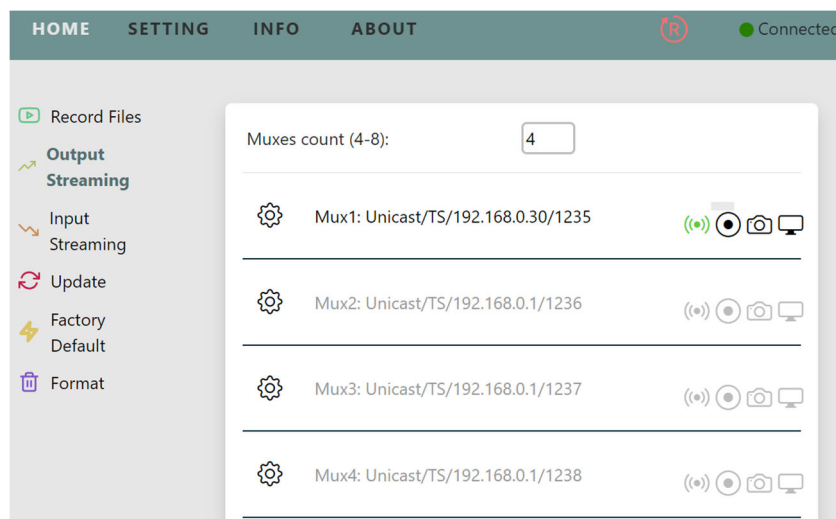 HOME SETTING INFO ABOUT R Connected
Record Files
Output
Streaming
Input
Streaming
Update
Factory
Default
Format
Muxes count (4-8): 4
Mux1: Unicast/TS/192.168.0.30/1235
Mux2: Unicast/TS/192.168.0.1/1236
Mux3: Unicast/TS/192.168.0.1/1237
Mux4: Unicast/TS/192.168.0.1/1238